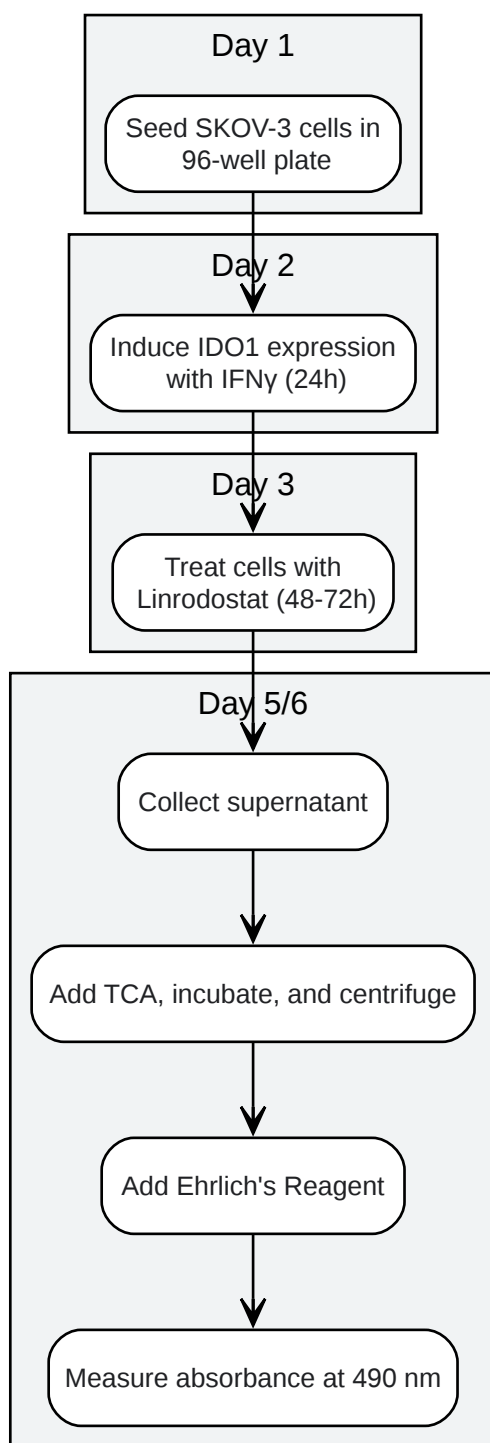 Day 1
Seed SKOV-3 cells in
96-well plate
Day 2
Induce IDO1 expression
with IFNγ (24h)
Day 3
Treat cells with
Linrodostat (48-72h)
Day 5/6
Collect supernatant
Add TCA, incubate, and centrifuge
Add Ehrlich's Reagent
Measure absorbance at 490 nm